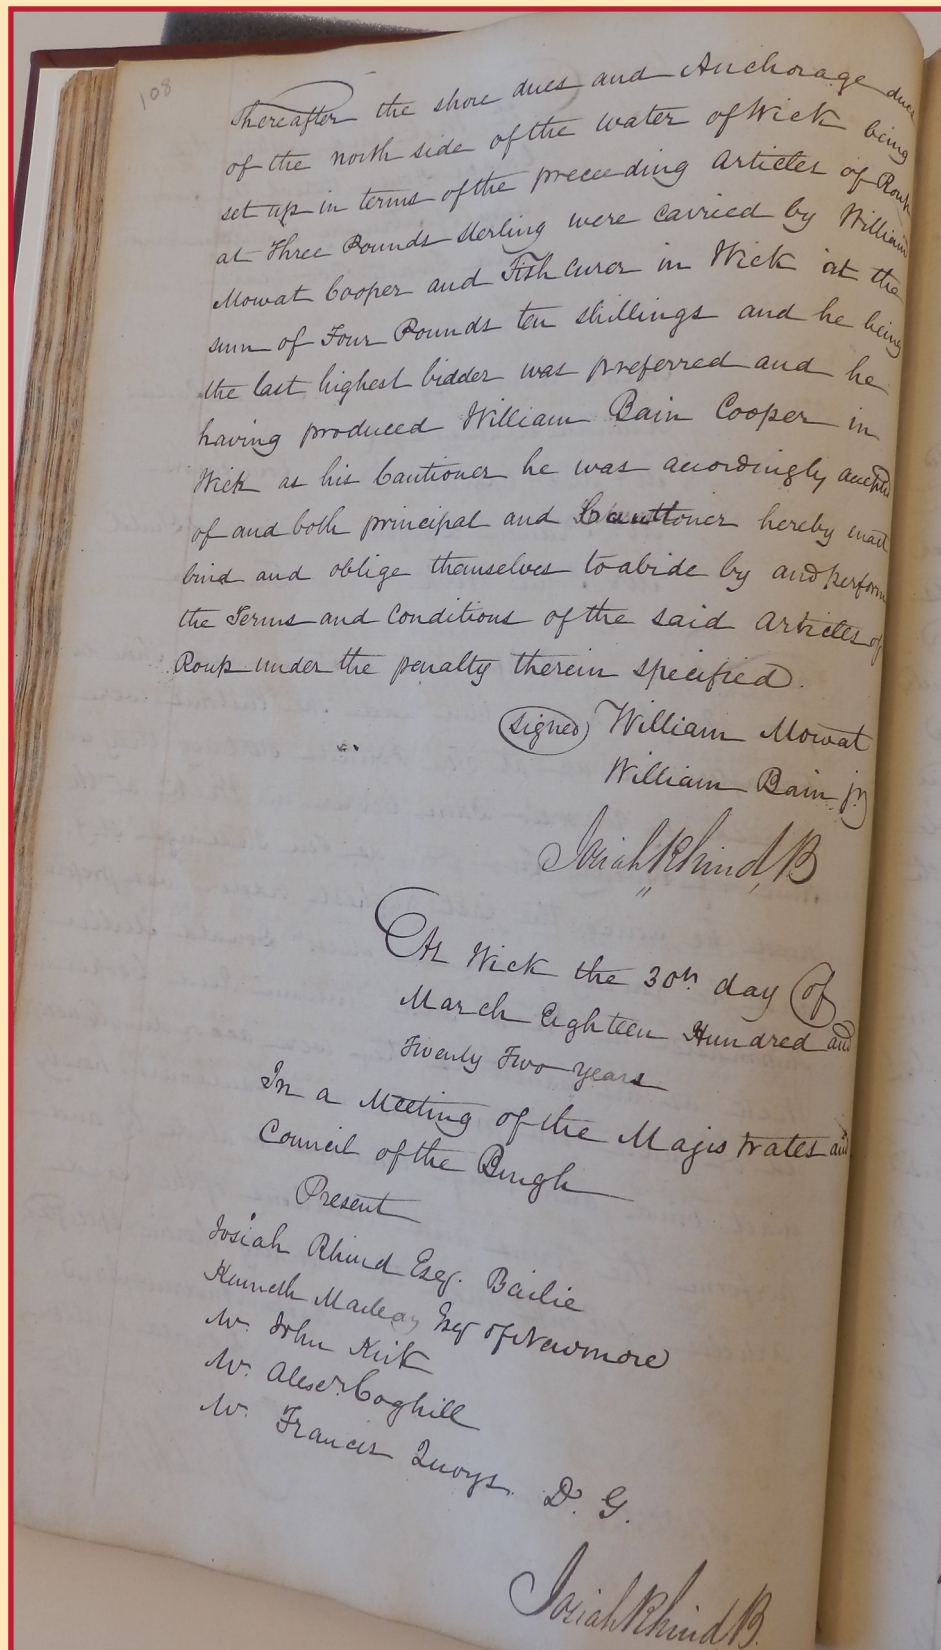 108
Thereafter the shore dues and Anchorage dues
of the north side of the water of Wick being
set up in terms of the preceeding articles of Roup
at Three Pounds sterling were carried by William
Mowat Cooper and Fish Curer in Wick at the
sum of Four Pounds ten shillings and he being
the last highest bidder was preferred and he
having produced William Bain Cooper in
Wick as his Cautioner he was accordingly accepted
of and both principal and Cauttioner hereby enact
bind and oblige themselves to abide by and perform
the Terms and Conditions of the said articles of
Roup under the penalty therein specified.
(signed) William Mowat
William Bain jr
Josiah Rhind, B
At Wick the 30th day of
March Eighteen Hundred and
Twenty Two years
In a Meeting of the Magistrates and
Council of the Burgh
Present
Josiah Rhind Esqr. Bailie
Kenneth Macleay Esqr of Newmore
Mr. John Kirk
Mr. Alexr. Coghill
Mr. Francis Quoys. D. G.
Josiah Rhind B.